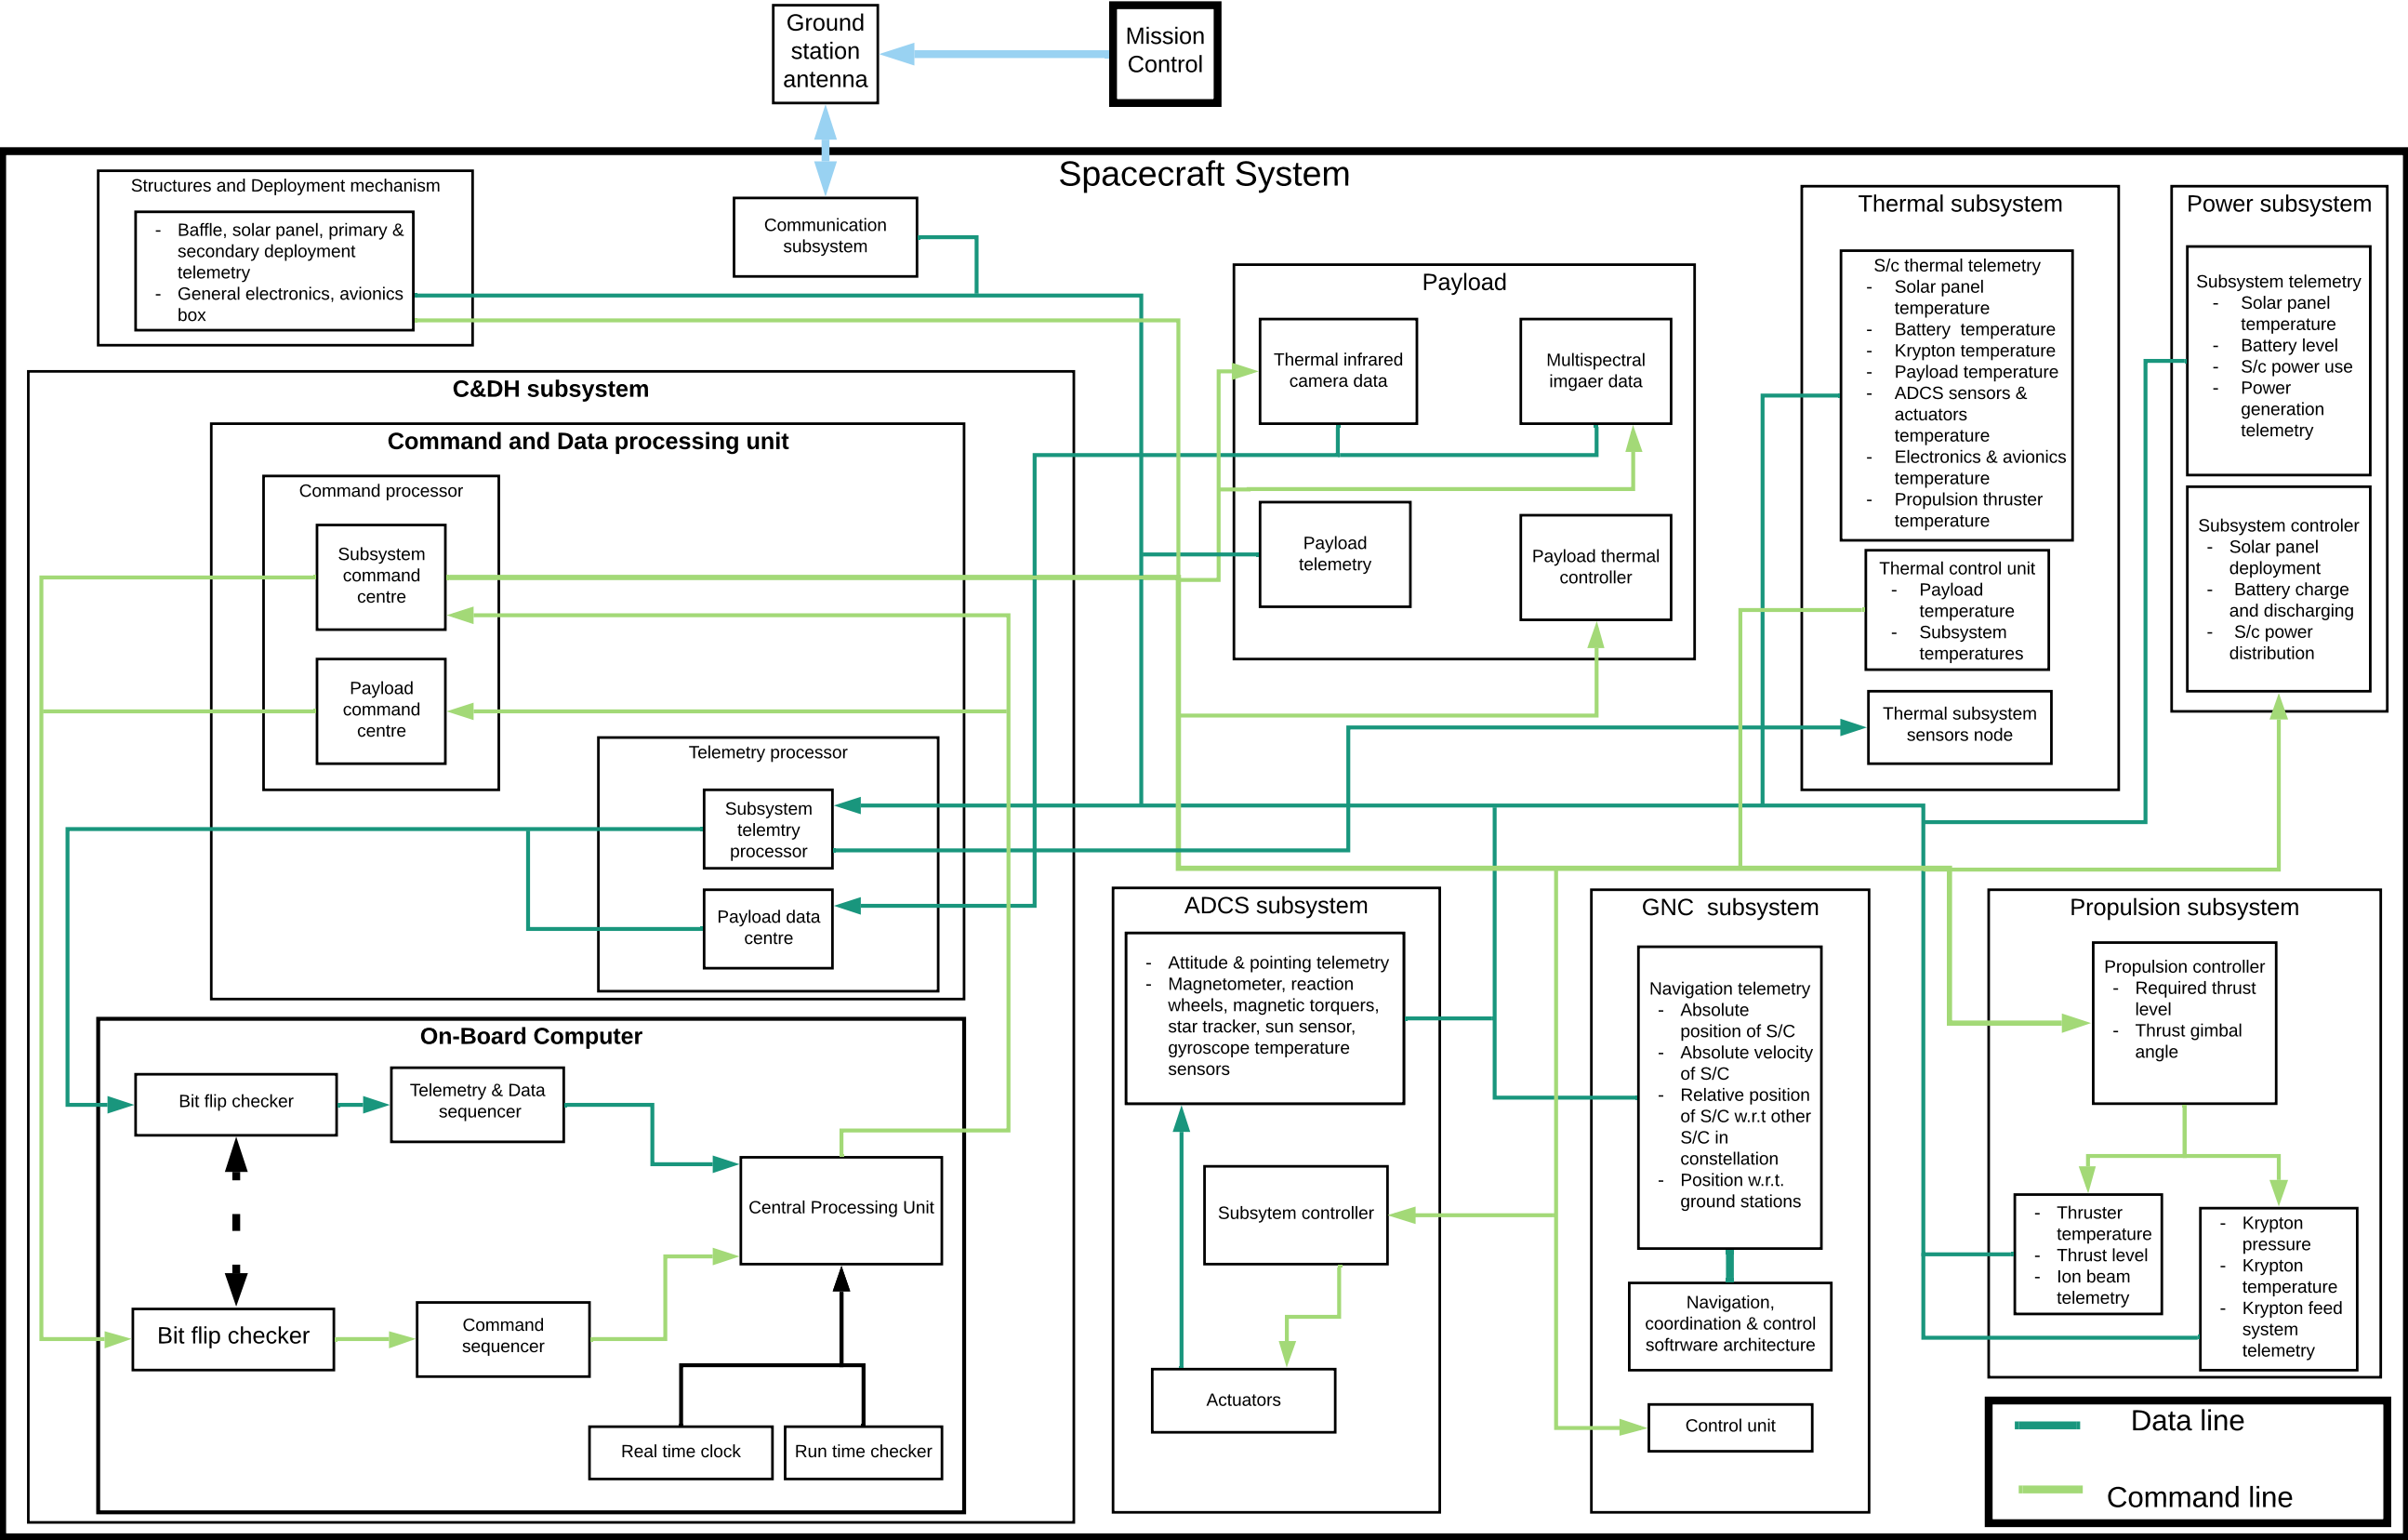 Ground
station
antenna
Mission
Control
Spacecraft System
Structures and Deployment mechanism
- Baffle, solar panel, primary &
secondary deployment
telemetry
- General electronics, avionics
box
Communication
subsystem
Payload
Thermal infrared
camera data
Multispectral
imgaer data
Payload
telemetry
Payload thermal
controller
Thermal subsystem
S/c thermal telemetry
- Solar panel
temperature
- Battery temperature
- Krypton temperature
- Payload temperature
- ADCS sensors &
actuators
temperature
- Electronics & avionics
temperature
- Propulsion thruster
temperature
Thermal control unit
- Payload
temperature
- Subsystem
temperatures
Thermal subsystem
sensors node
Power subsystem
Subsystem telemetry
- Solar panel
temperature
- Battery level
- S/c power use
- Power
generation
telemetry
Subsystem controler
- Solar panel
deployment
- Battery charge
and discharging
- S/c power
distribution
C&DH subsystem
Command and Data processing unit
Command processor
Subsystem
command
centre
Payload
command
centre
Telemetry processor
Subsystem
telemtry
processor
Payload data
centre
On-Board Computer
Bit flip checker
Telemetry & Data
sequencer
Central Processing Unit
Bit flip checker
Command
sequencer
Real time clock
Run time checker
ADCS subsystem
- Attitude & pointing telemetry
- Magnetometer, reaction
wheels, magnetic torquers,
star tracker, sun sensor,
gyroscope temperature
sensors
Subsytem controller
Actuators
GNC subsystem
Navigation telemetry
- Absolute
position of S/C
- Absolute velocity
of S/C
- Relative position
of S/C w.r.t other
S/C in
constellation
- Position w.r.t.
ground stations
Navigation,
coordination & control
softrware architecture
Control unit
Propulsion subsystem
Propulsion controller
- Required thrust
level
- Thrust gimbal
angle
- Thruster
temperature
- Thrust level
- Ion beam
telemetry
- Krypton
pressure
- Krypton
temperature
- Krypton feed
system
telemetry
Data line
Command line